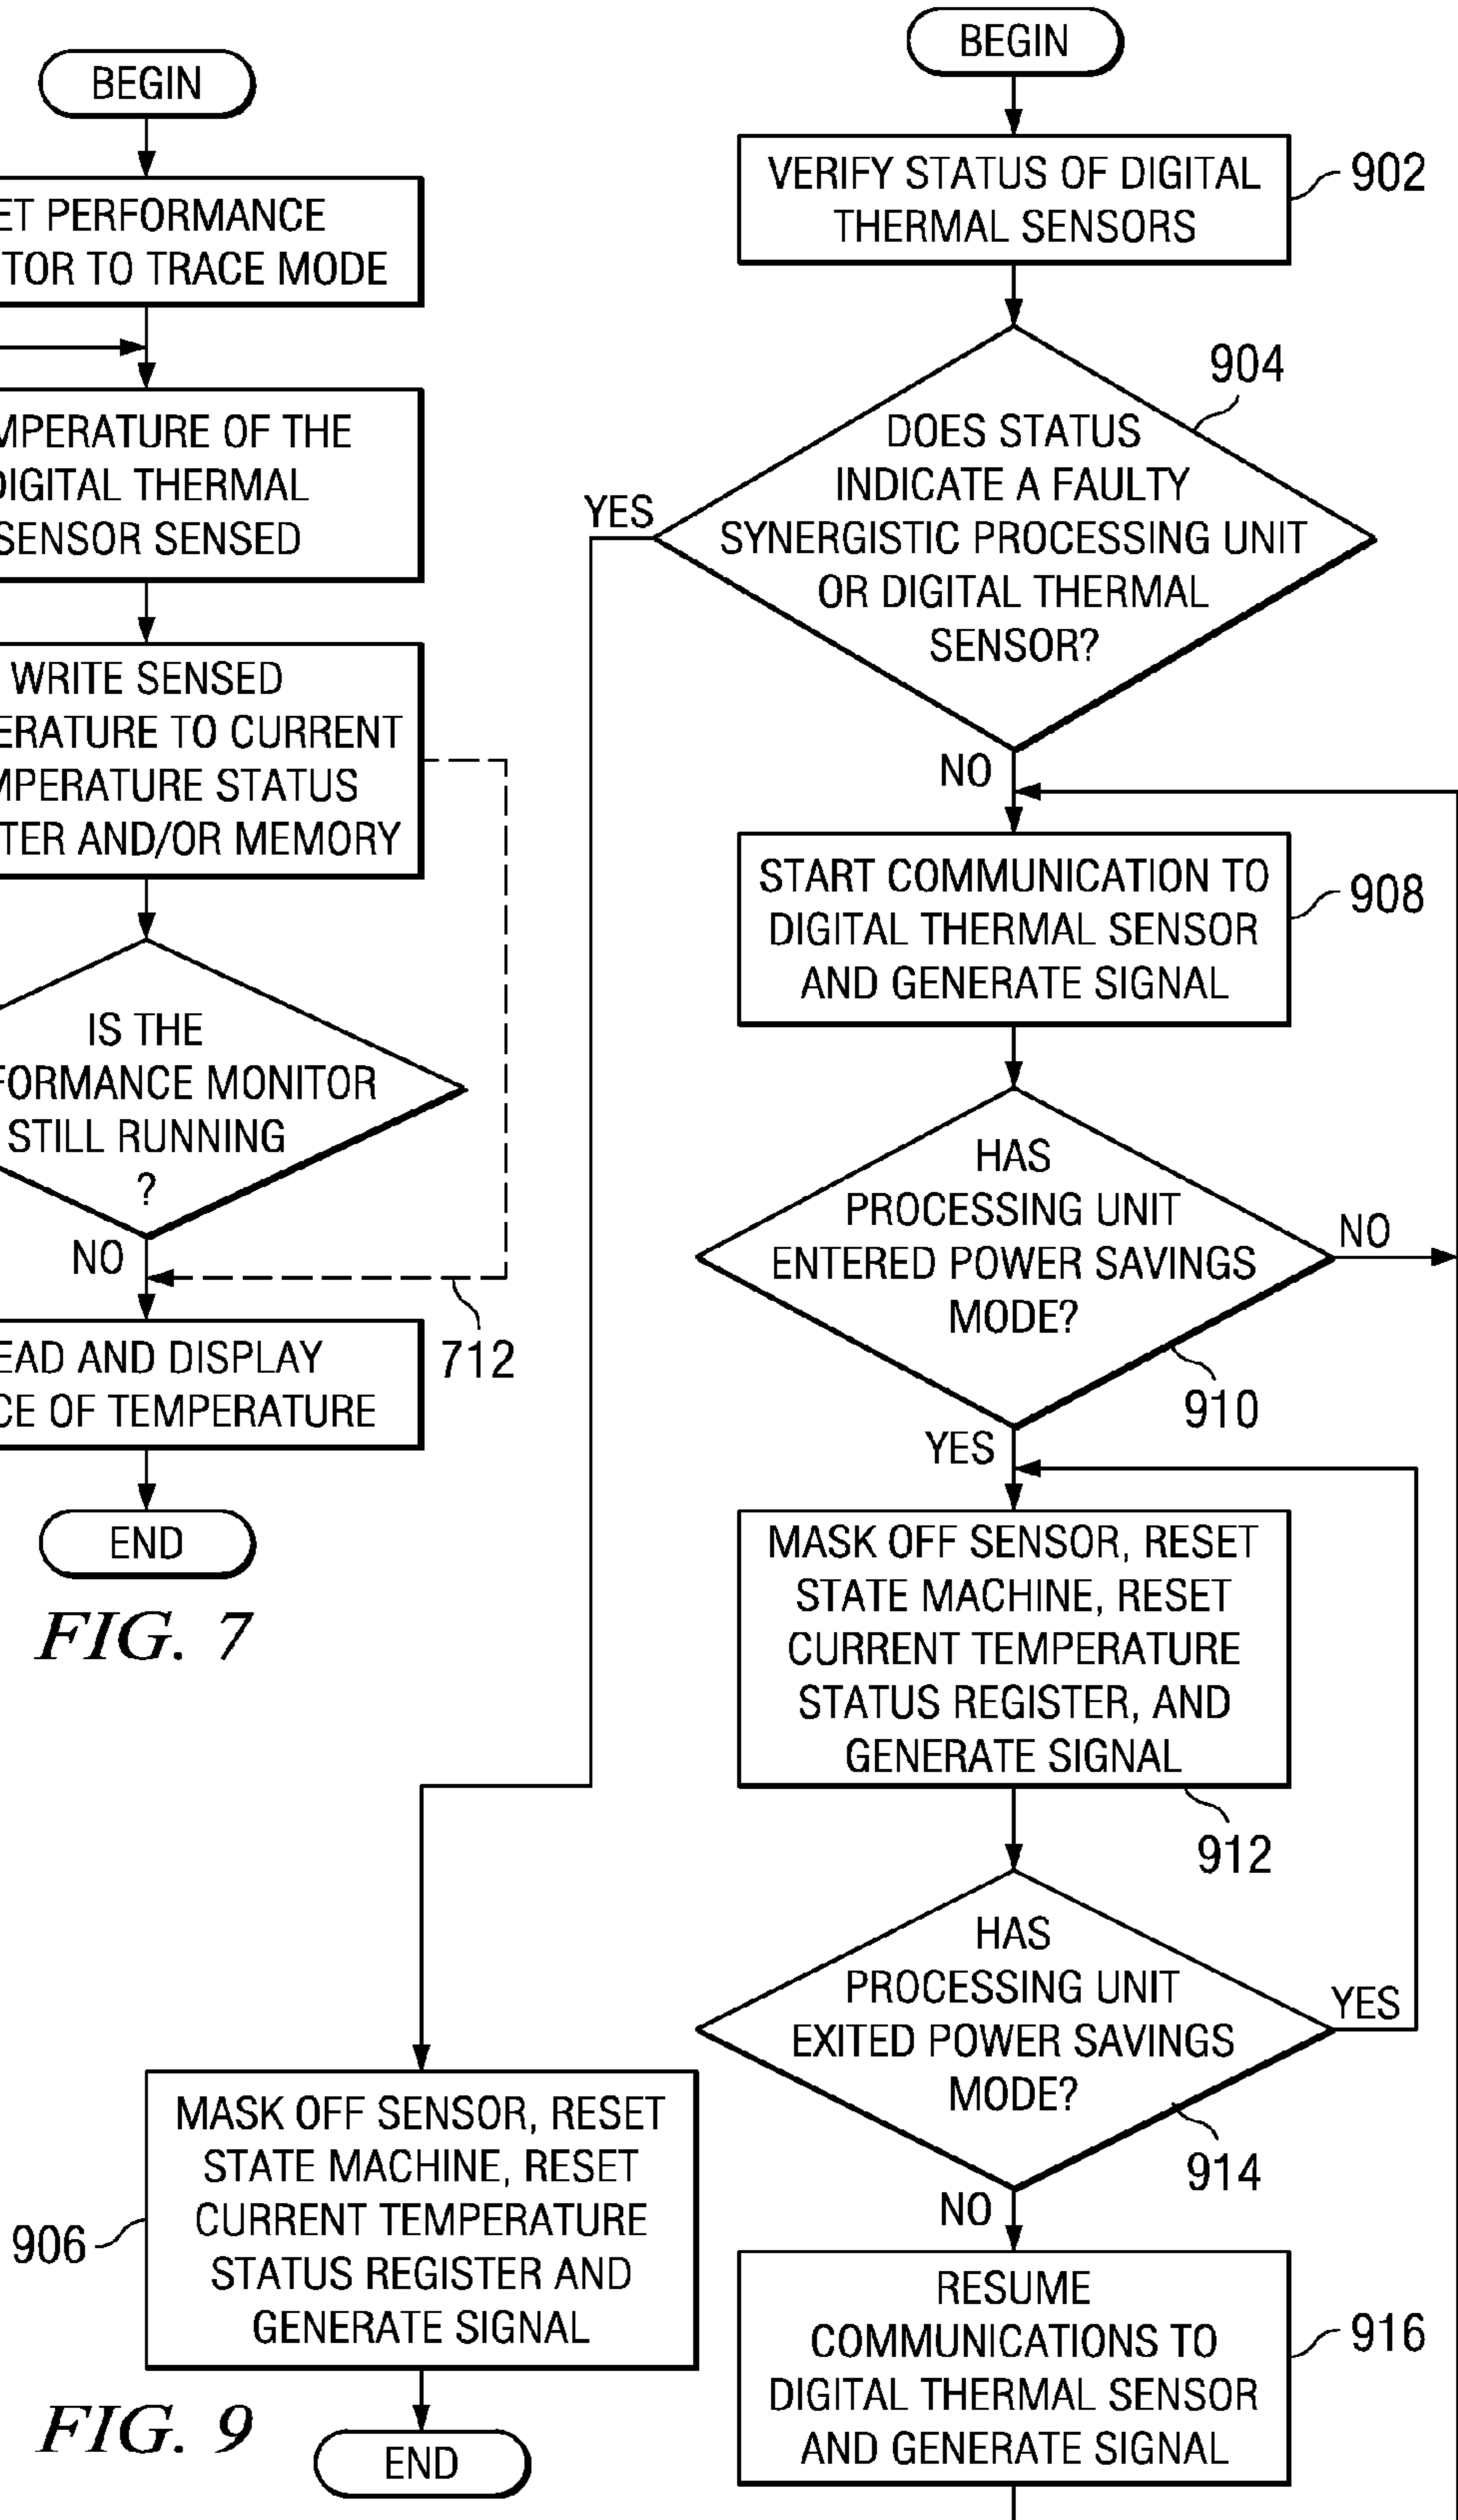 BEGIN
ET PERFORMANCE
TOR TO TRACE MODE
MPERATURE OF THE
DIGITAL THERMAL
SENSOR SENSED
WRITE SENSED
ERATURE TO CURRENT
MPERATURE STATUS
TER AND/OR MEMORY
IS THE
FORMANCE MONITOR
STILL RUNNING
?
NO
712
EAD AND DISPLAY
CE OF TEMPERATURE
END
FIG. 7
BEGIN
VERIFY STATUS OF DIGITAL
THERMAL SENSORS
902
904
DOES STATUS
INDICATE A FAULTY
SYNERGISTIC PROCESSING UNIT
OR DIGITAL THERMAL
SENSOR?
YES
NO
START COMMUNICATION TO
DIGITAL THERMAL SENSOR
AND GENERATE SIGNAL
908
HAS
PROCESSING UNIT
ENTERED POWER SAVINGS
MODE?
NO
910
YES
MASK OFF SENSOR, RESET
STATE MACHINE, RESET
CURRENT TEMPERATURE
STATUS REGISTER, AND
GENERATE SIGNAL
912
HAS
PROCESSING UNIT
EXITED POWER SAVINGS
MODE?
YES
914
NO
RESUME
COMMUNICATIONS TO
DIGITAL THERMAL SENSOR
AND GENERATE SIGNAL
916
MASK OFF SENSOR, RESET
STATE MACHINE, RESET
CURRENT TEMPERATURE
STATUS REGISTER AND
GENERATE SIGNAL
906
END
FIG. 9